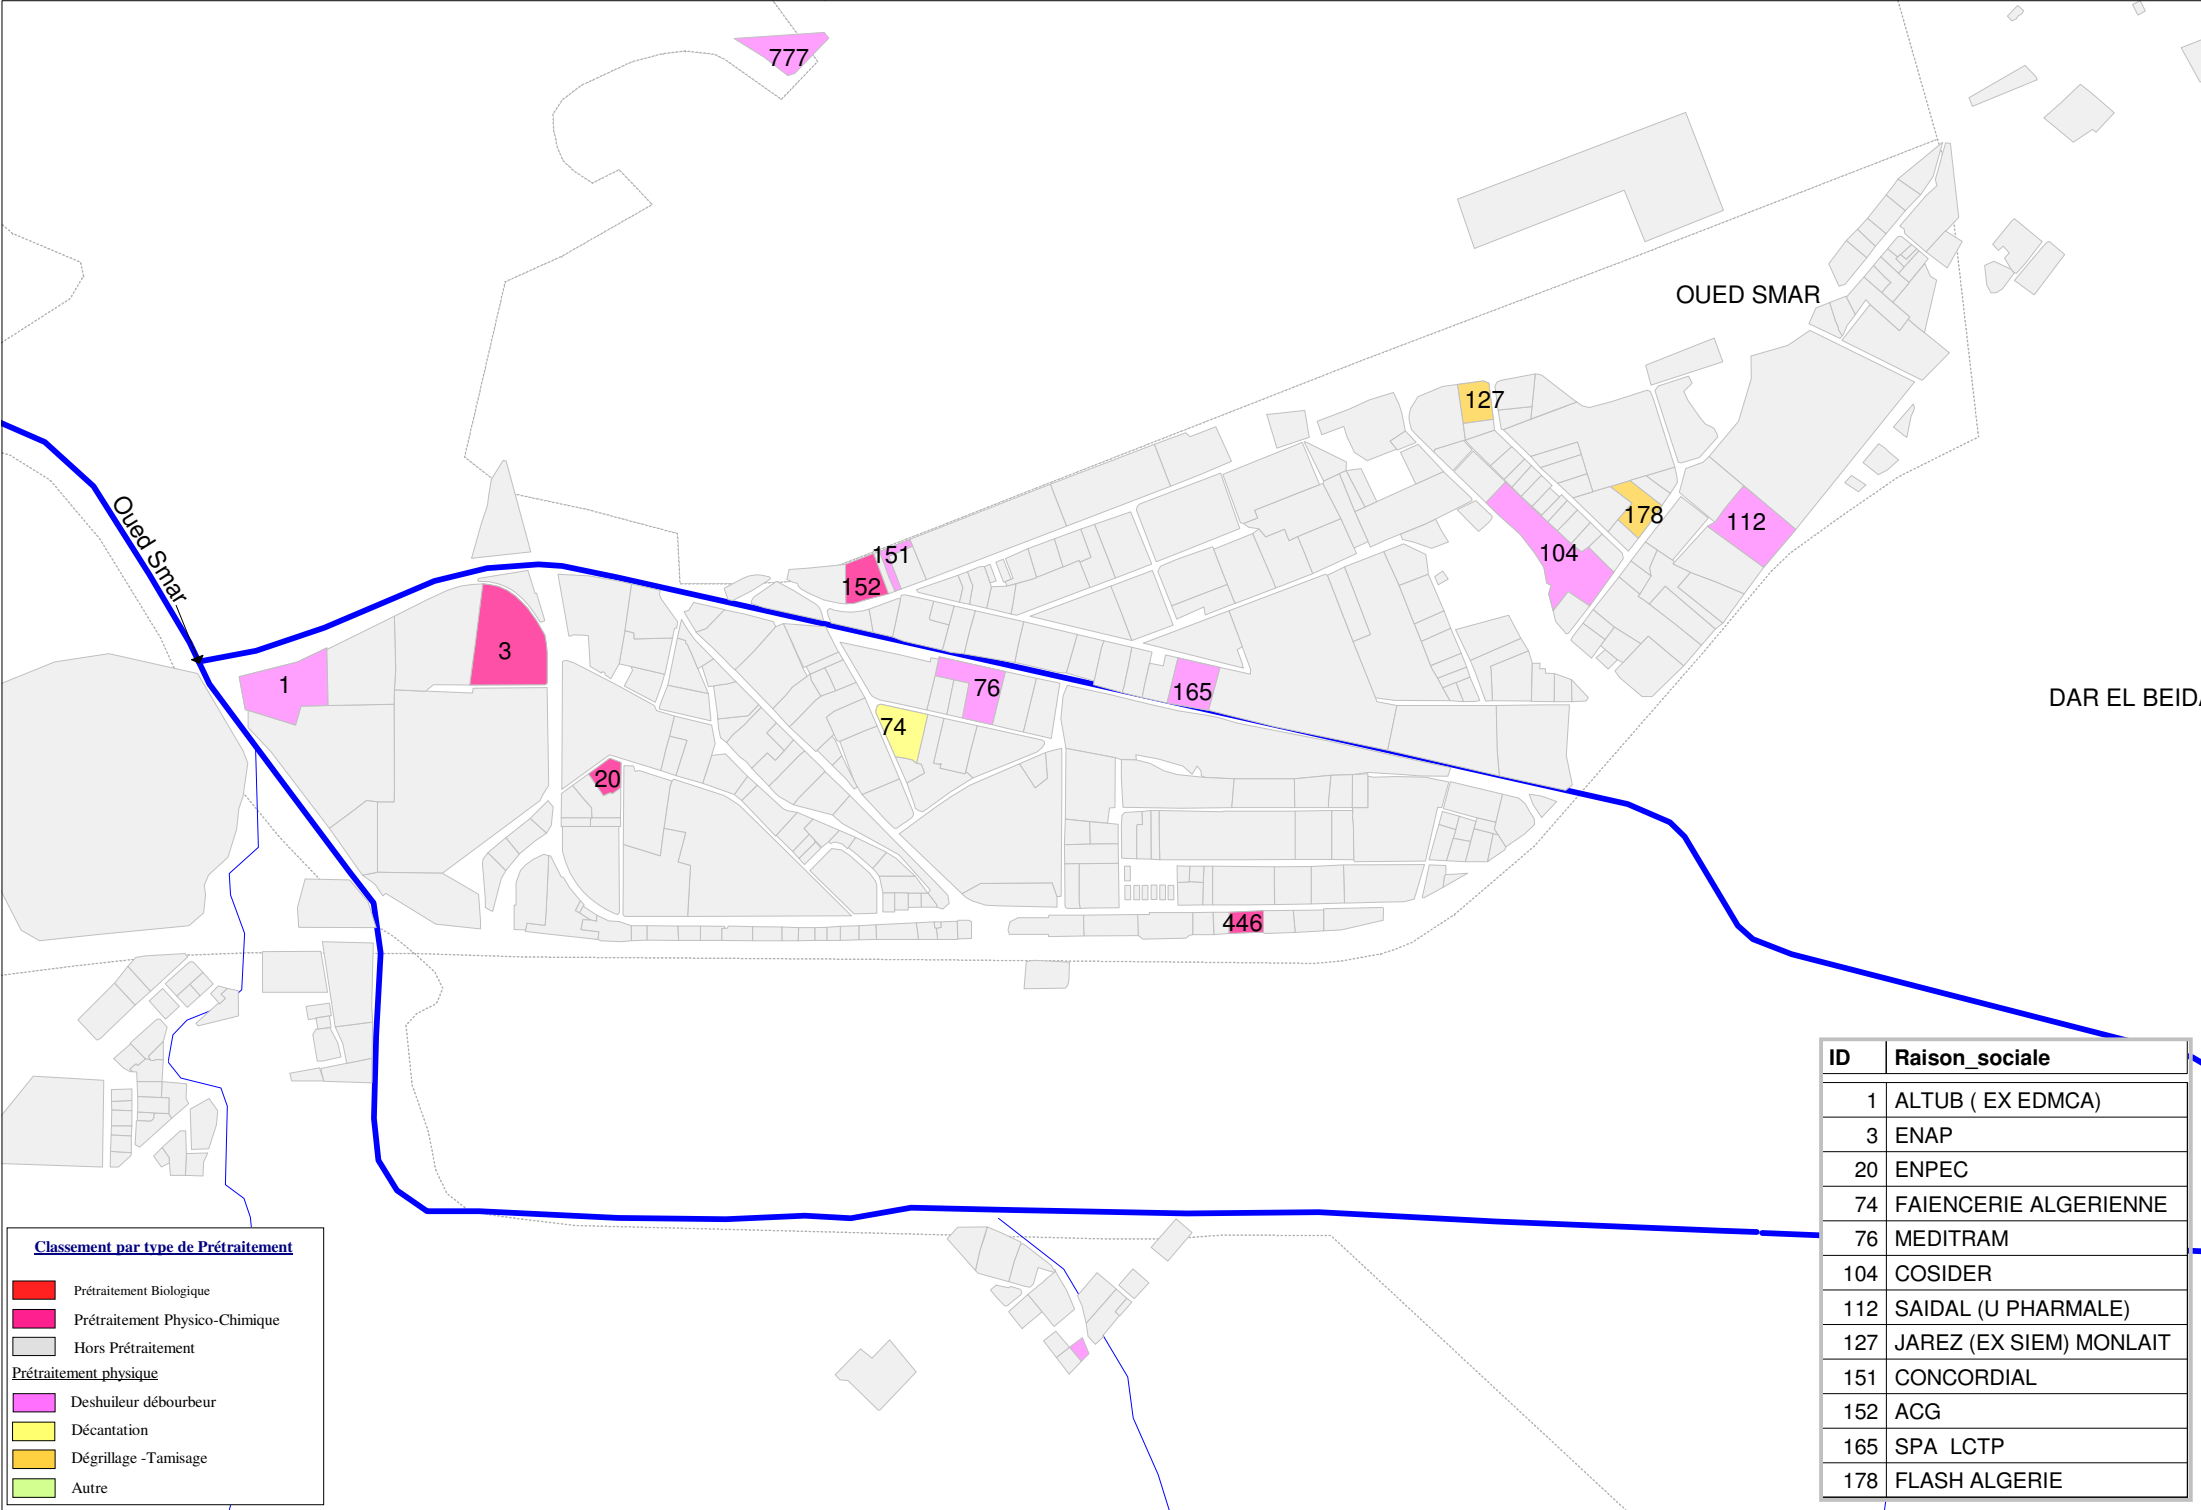 777
OUED SMAR
127
Oued Smar
178
112
151
104
152
3
1
76
165
DAR EL BEIDA
74
20
446
ID Raison_sociale
1 ALTUB ( EX EDMCA)
3 ENAP
20 ENPEC
74 FAIENCERIE ALGERIENNE
76 MEDITRAM
104 COSIDER
112 SAIDAL (U PHARMALE)
127 JAREZ (EX SIEM) MONLAIT
151 CONCORDIAL
152 ACG
165 SPA LCTP
178 FLASH ALGERIE
Classement par type de Prétraitement
Prétraitement Biologique
Prétraitement Physico-Chimique
Hors Prétraitement
Prétraitement physique
Deshuileur débourbeur
Décantation
Dégrillage -Tamisage
Autre